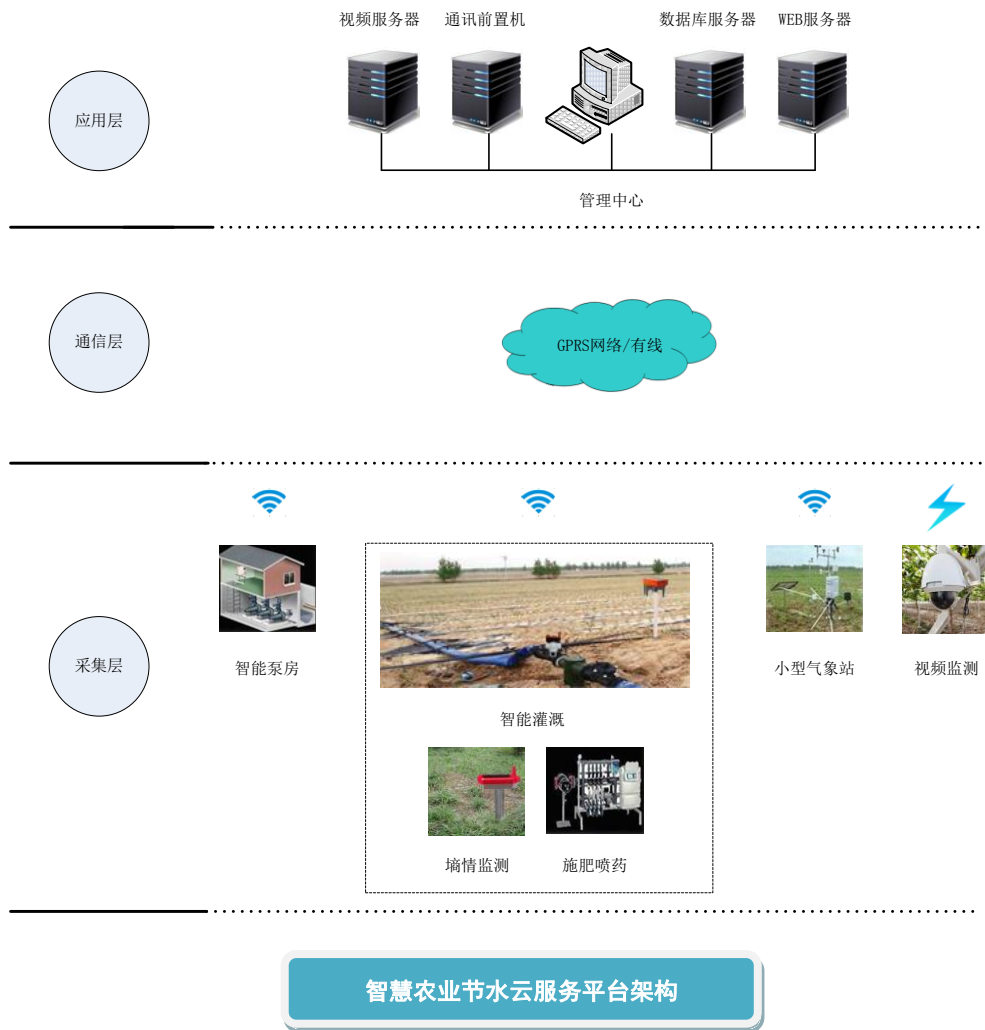 视频服务器
通讯前置机
数据库服务器
WEB服务器
应用层
管理中心
通信层
GPRS网络/有线
采集层
智能泵房
智能灌溉
小型气象站
视频监测
墒情监测
施肥喷药
智慧农业节水云服务平台架构